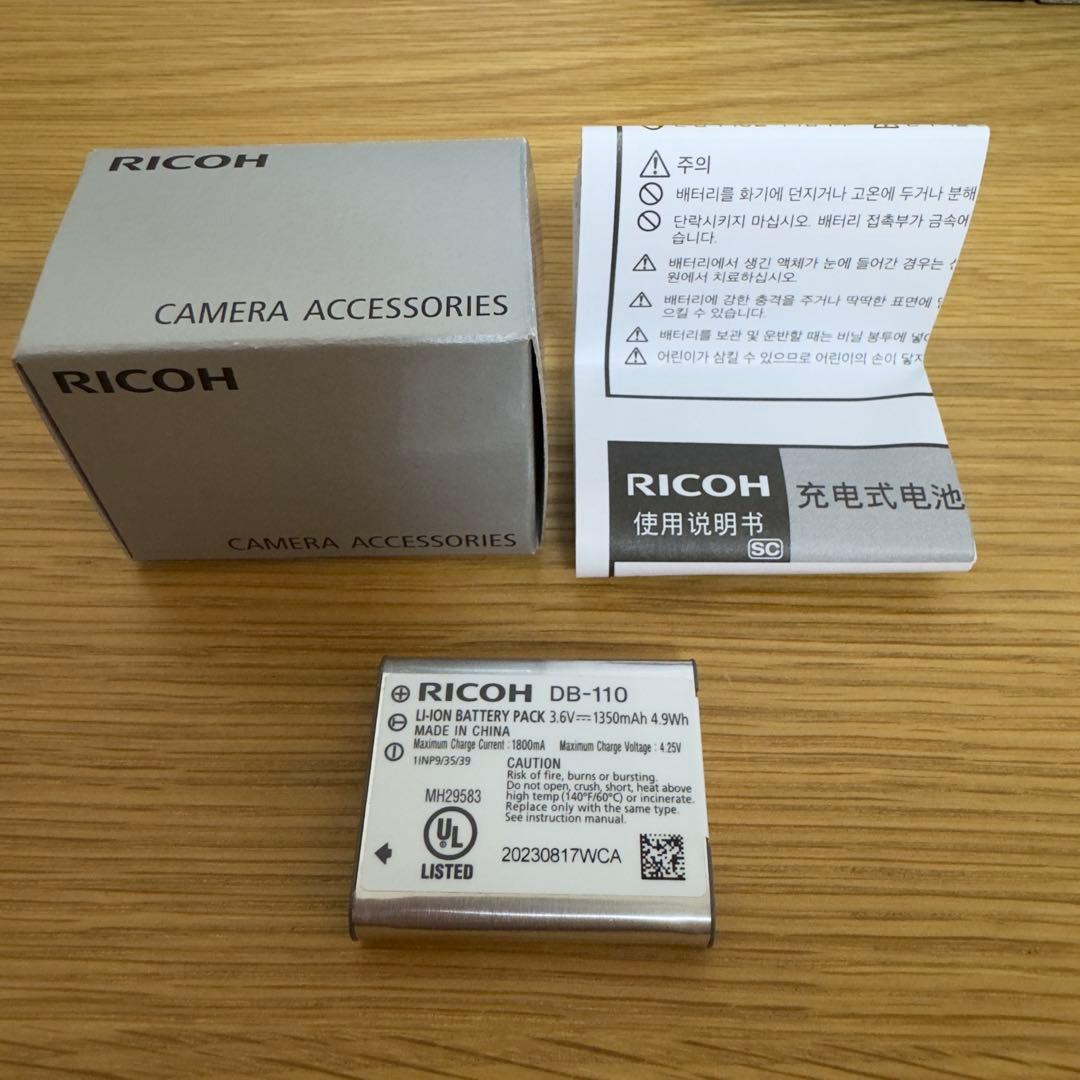 RICOH
CAMERA ACCESSORIES
RICOH
CAMERA ACCESSORIES
주의
배터리를 화기에 던지거나 고온에 두거나 분해
단락시키지 마십시오. 배터리 접촉부가 금속에
습니다.
배터리에서 생긴 액체가 눈에 들어간 경우는
원에서 치료하십시오
배터리에 강한 충격을 주거나 딱딱한 표면에
으킬 수 있습니다.
배터리를 보관 및 운반할 때는 비닐 봉투에
어린이가 삼킬 수 있으므로 어린이의 손이 닿지
RICOH
使用说明书
SC
充电式电池
RICOH DB-110
LI-ION BATTERY PACK 3.6V 1350mAh 4.9Wh
MADE IN CHINA
Maximum Charge Current : 1800mA Maximum Charge Voltage : 4.25V
1INP9/35/39
CAUTION
Risk of fire, burns or bursting.
Do not open, crush, short, heat above
high temp (140°F/60°C) or incinerate.
Replace only with the same type.
See instruction manual.
MH29583
UL
®
LISTED
20230817WCA